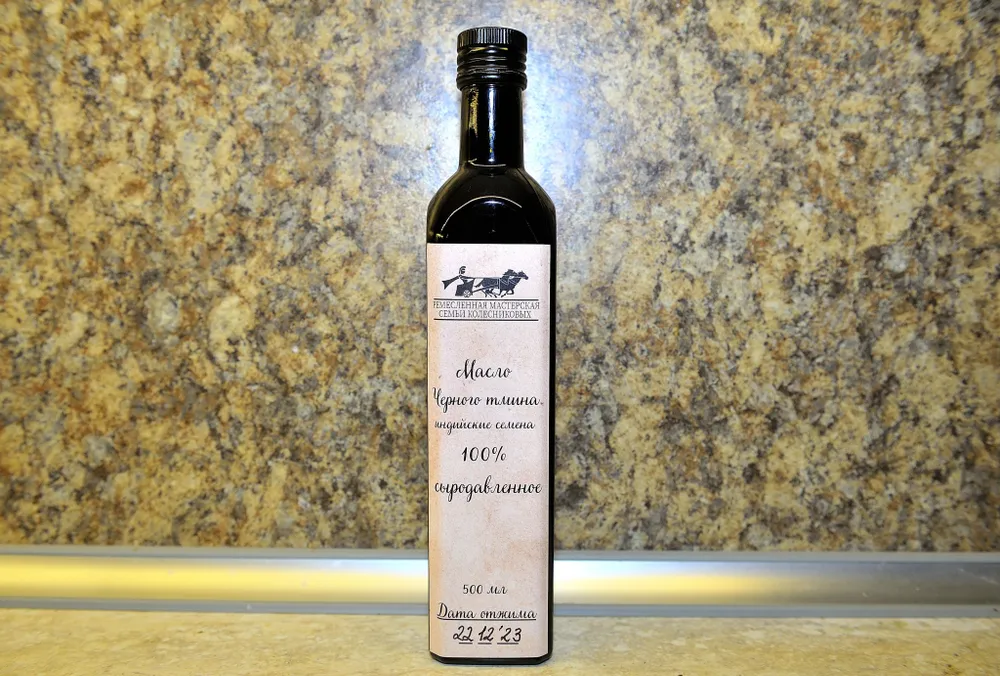 РЕМЕСЛЕННАЯ МАСТЕРСКАЯ
СЕМЬИ КОЛЕСНИКОВЫХ
Масло
Черного тмина
индийские семена
100%
сыродавленное
500 мл
Дата отжима
22 12 '23